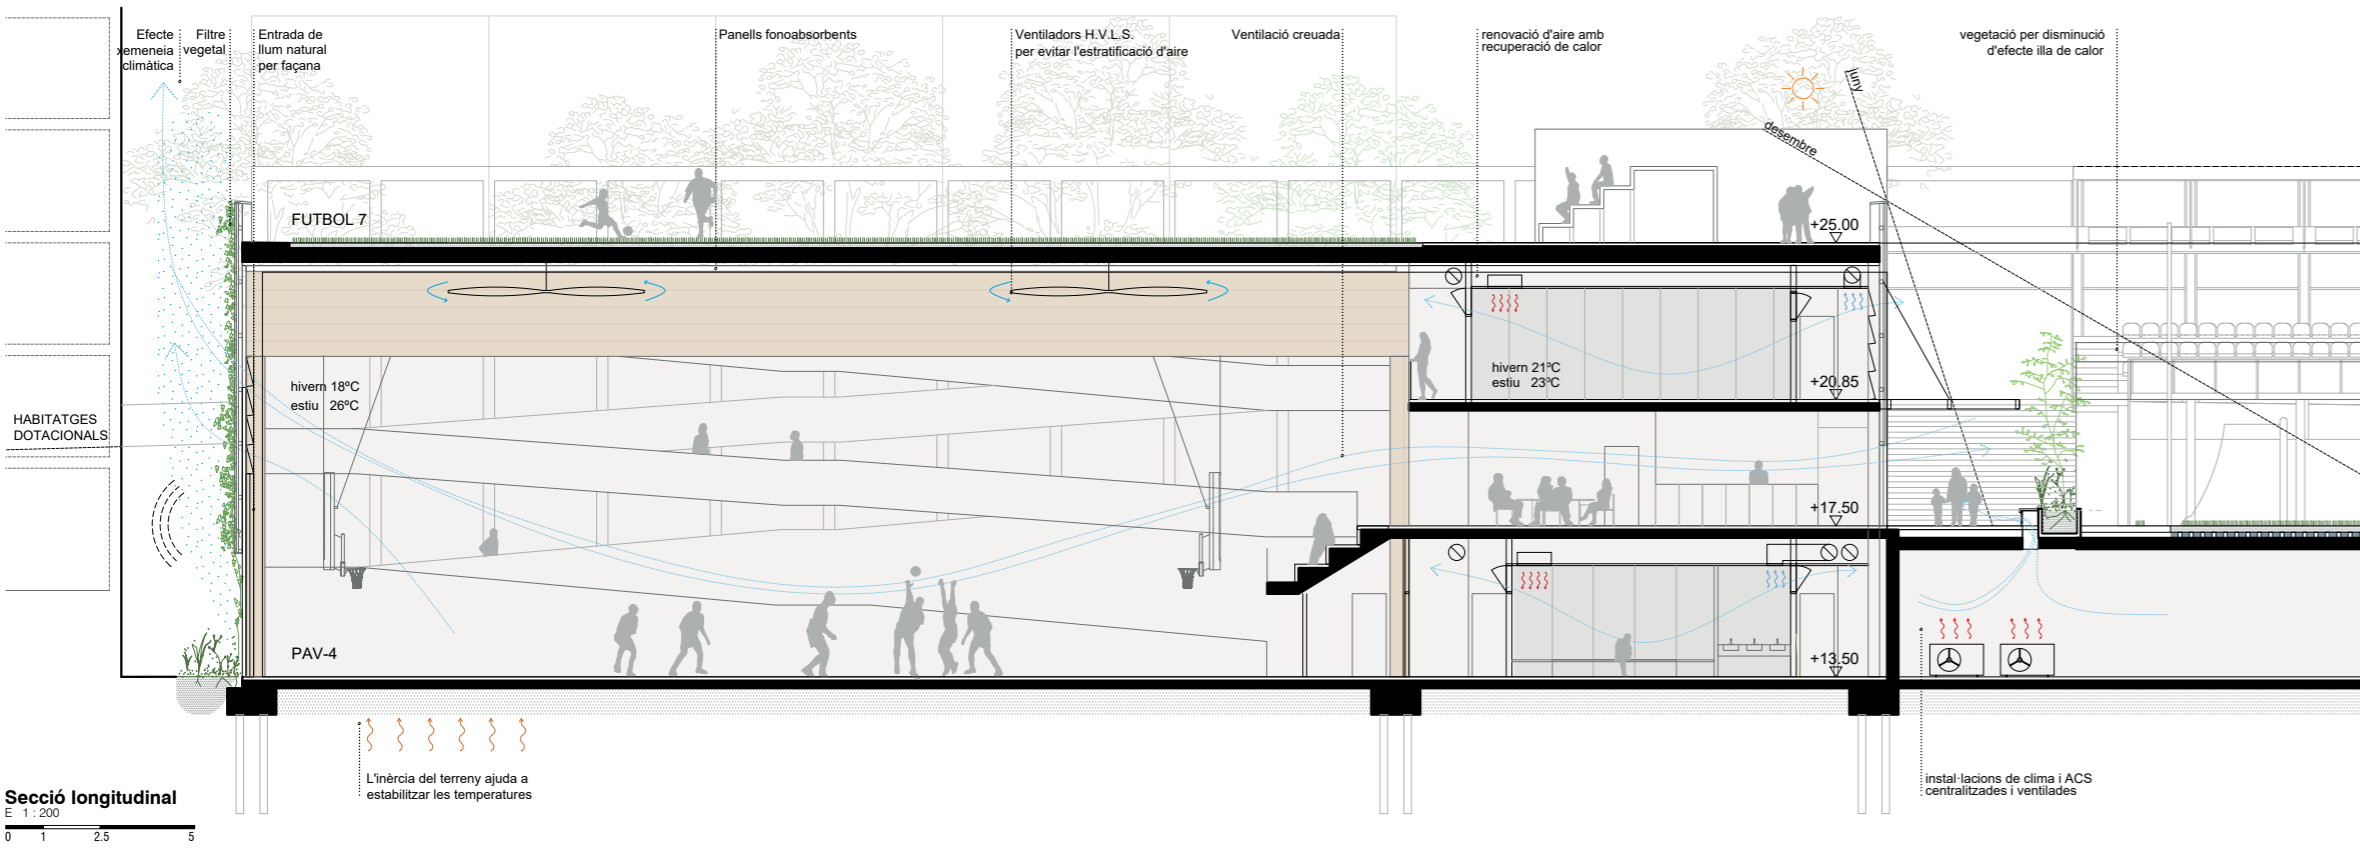 Efecte
xemeneia
climàtica
Filtre
vegetal
Entrada de
llum natural
per façana
Panells fonoabsorbents
Ventiladors H.V.L.S.
per evitar l'estratificació d'aire
Ventilació creuada
renovació d'aire amb
recuperació de calor
vegetació per disminució
d'efecte illa de calor
juny
desembre
FUTBOL 7
+25.00
hivern 18ºC
estiu 26ºC
hivern 21ºC
estiu 23ºC
+20.85
HABITATGES
DOTACIONALS
+17.50
PAV-4
+13.50
L'inèrcia del terreny ajuda a
estabilitzar les temperatures
instal·lacions de clima i ACS
centralitzades i ventilades
Secció longitudinal
E 1 : 200
0 1 2.5 5